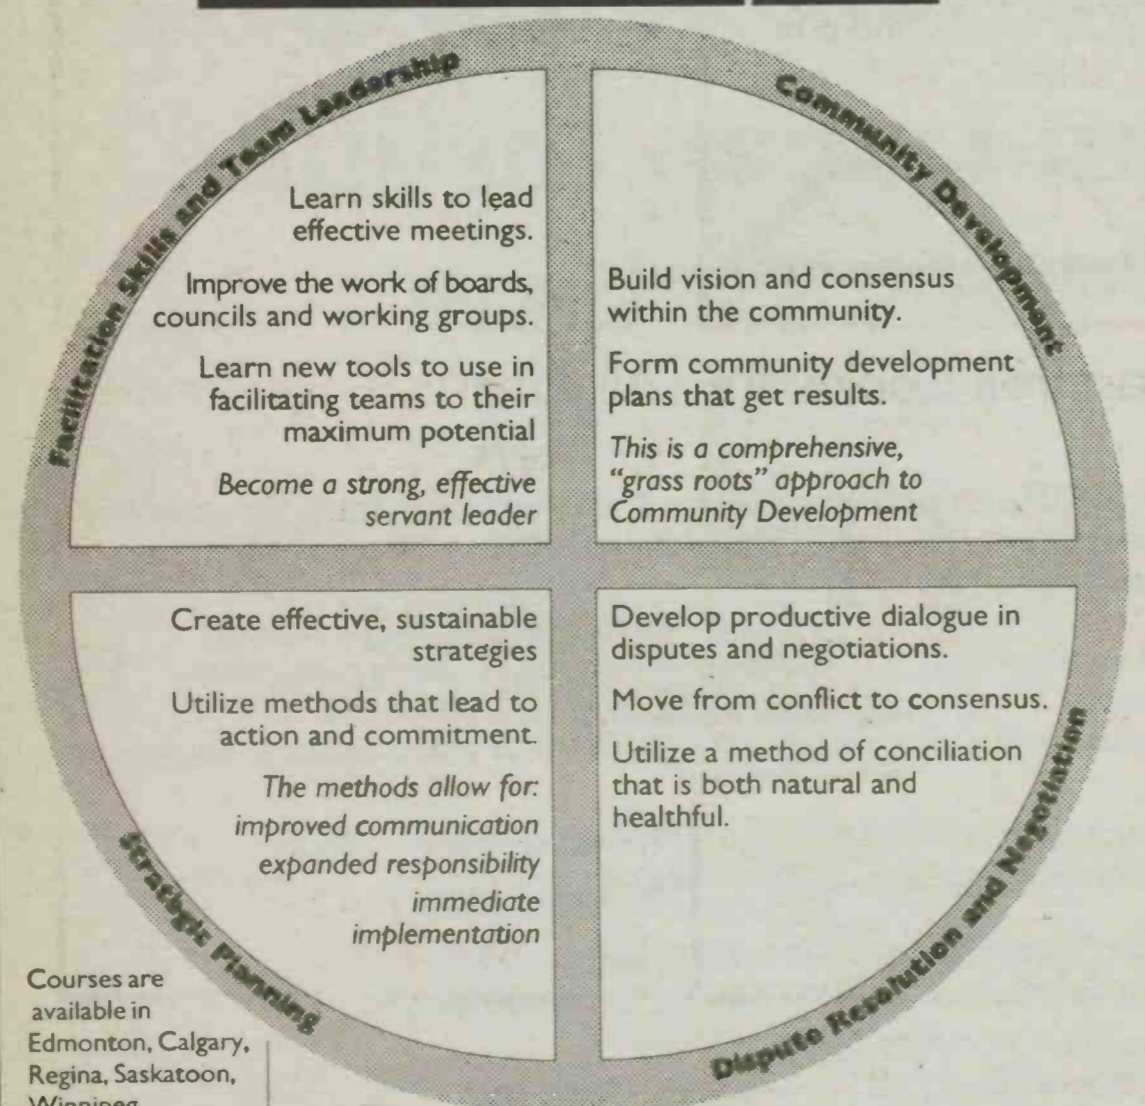 Facilitation Skills and Team Leadership
Learn skills to lead
effective meetings.
Improve the work of boards,
councils and working groups.
Learn new tools to use in
facilitating teams to their
maximum potential
Become a strong, effective
servant leader
Community Development
Build vision and consensus
within the community.
Form community development
plans that get results.
This is a comprehensive,
"grass roots" approach to
Community Development
Create effective, sustainable
strategies
Utilize methods that lead to
action and commitment.
The methods allow for:
improved communication
expanded responsibility
immediate
implementation
Strategic Planning
Develop productive dialogue in
disputes and negotiations.
Move from conflict to consensus.
Utilize a method of conciliation
that is both natural and
healthful.
Dispute Resolution and Negotiation
Courses are
available in
Edmonton, Calgary,
Regina, Saskatoon,
Winnipeg